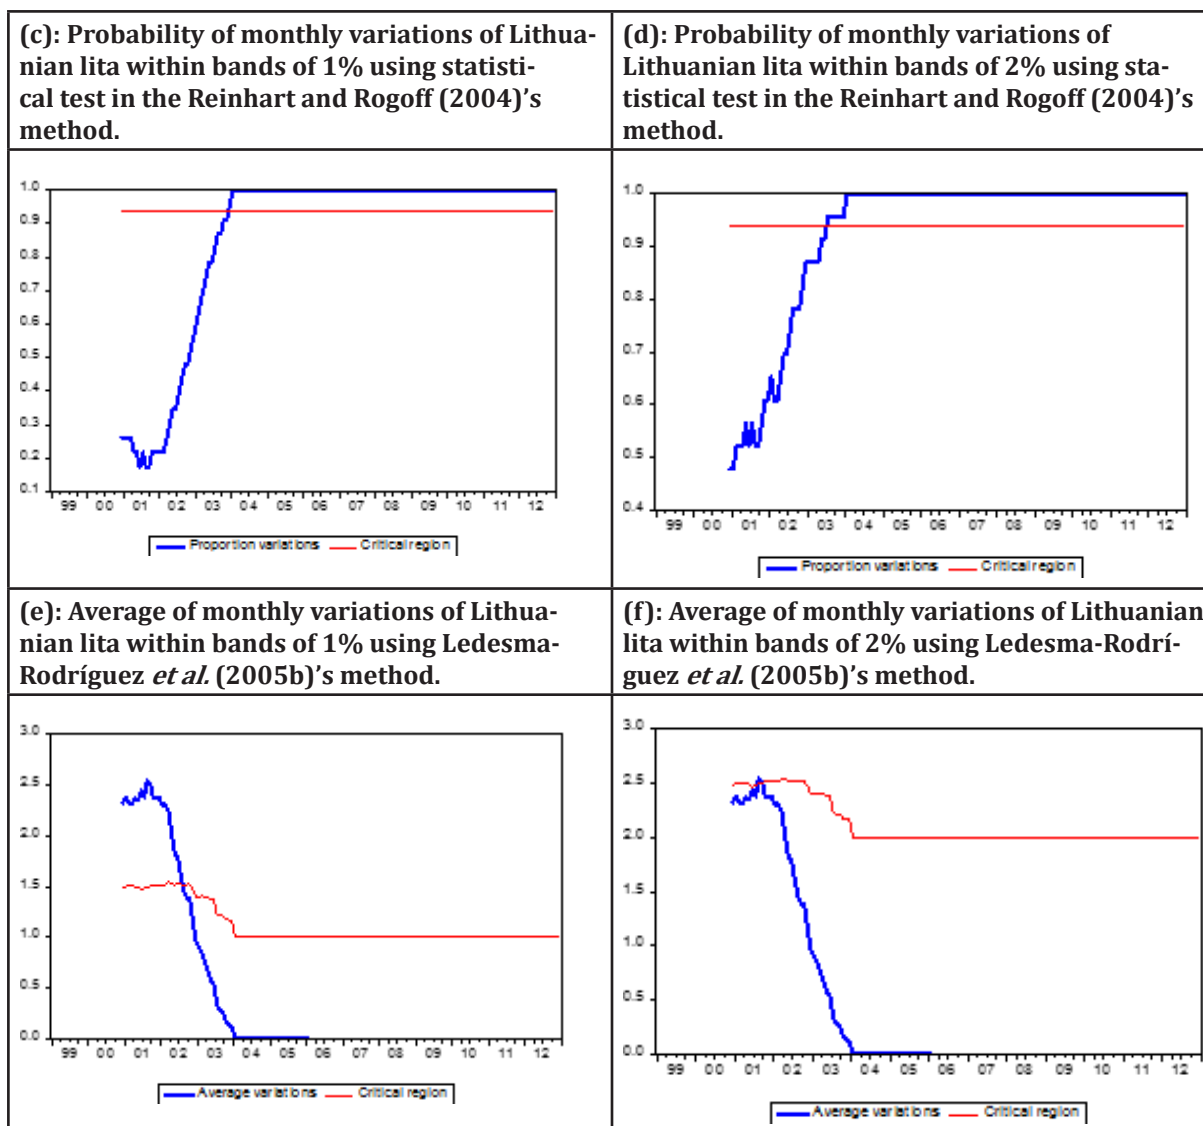 (c): Probability of monthly variations of Lithua-
nian lita within bands of 1% using statisti-
cal test in the Reinhart and Rogoff (2004)'s
method.
(d): Probability of monthly variations of
Lithuanian lita within bands of 2% using sta-
tistical test in the Reinhart and Rogoff (2004)'s
method.
1.0
0.9
0.8
0.7
0.6
0.5
0.4
0.3
0.2
0.1
99 00 01 02 03 04 05 06 07 08 09 10 11 12
Proportion variations Critical region
1.0
0.9
0.8
0.7
0.6
0.5
0.4
99 00 01 02 03 04 05 06 07 08 09 10 11 12
Proportion variations Critical region
(e): Average of monthly variations of Lithua-
nian lita within bands of 1% using Ledesma-
Rodríguez et al. (2005b)'s method.
(f): Average of monthly variations of Lithuanian
lita within bands of 2% using Ledesma-Rodrí-
guez et al. (2005b)'s method.
3.0
2.5
2.0
1.5
1.0
0.5
0.0
99 00 01 02 03 04 05 06 07 08 09 10 11 12
Average variations Critical region
3.0
2.5
2.0
1.5
1.0
0.5
0.0
99 00 01 02 03 04 05 06 07 08 09 10 11 12
Average variations Critical region